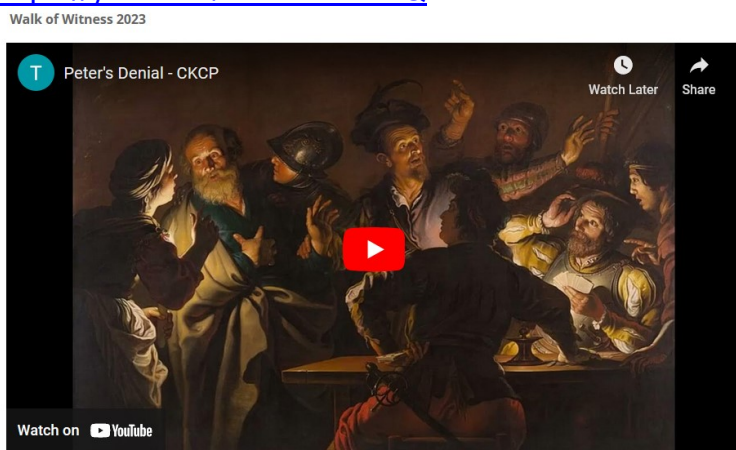 Walk of Witness 2023
T
Peter's Denial - CKCP
Watch Later
Share
Watch on YouTube